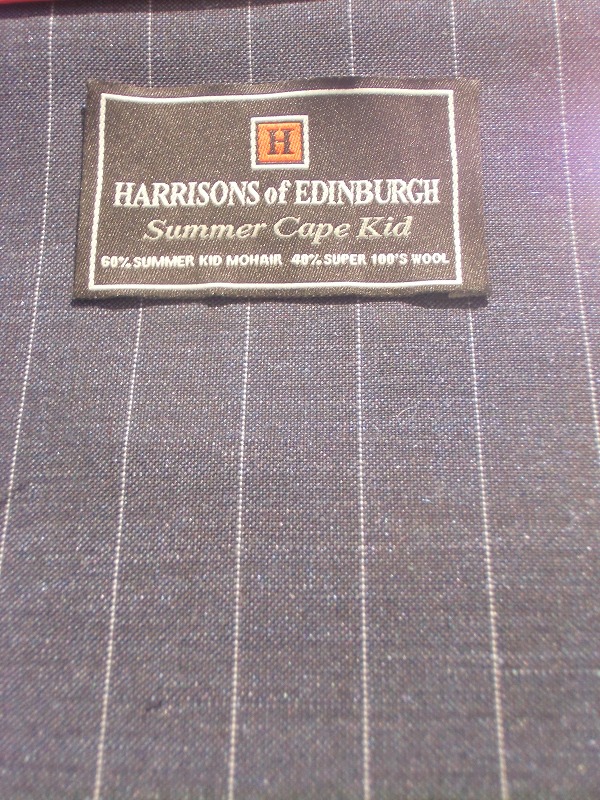 H
HARRISONS of EDINBURGH
Summer Cape Kid
60% SUMMER KID MOHAIR 40% SUPER 100'S WOOL